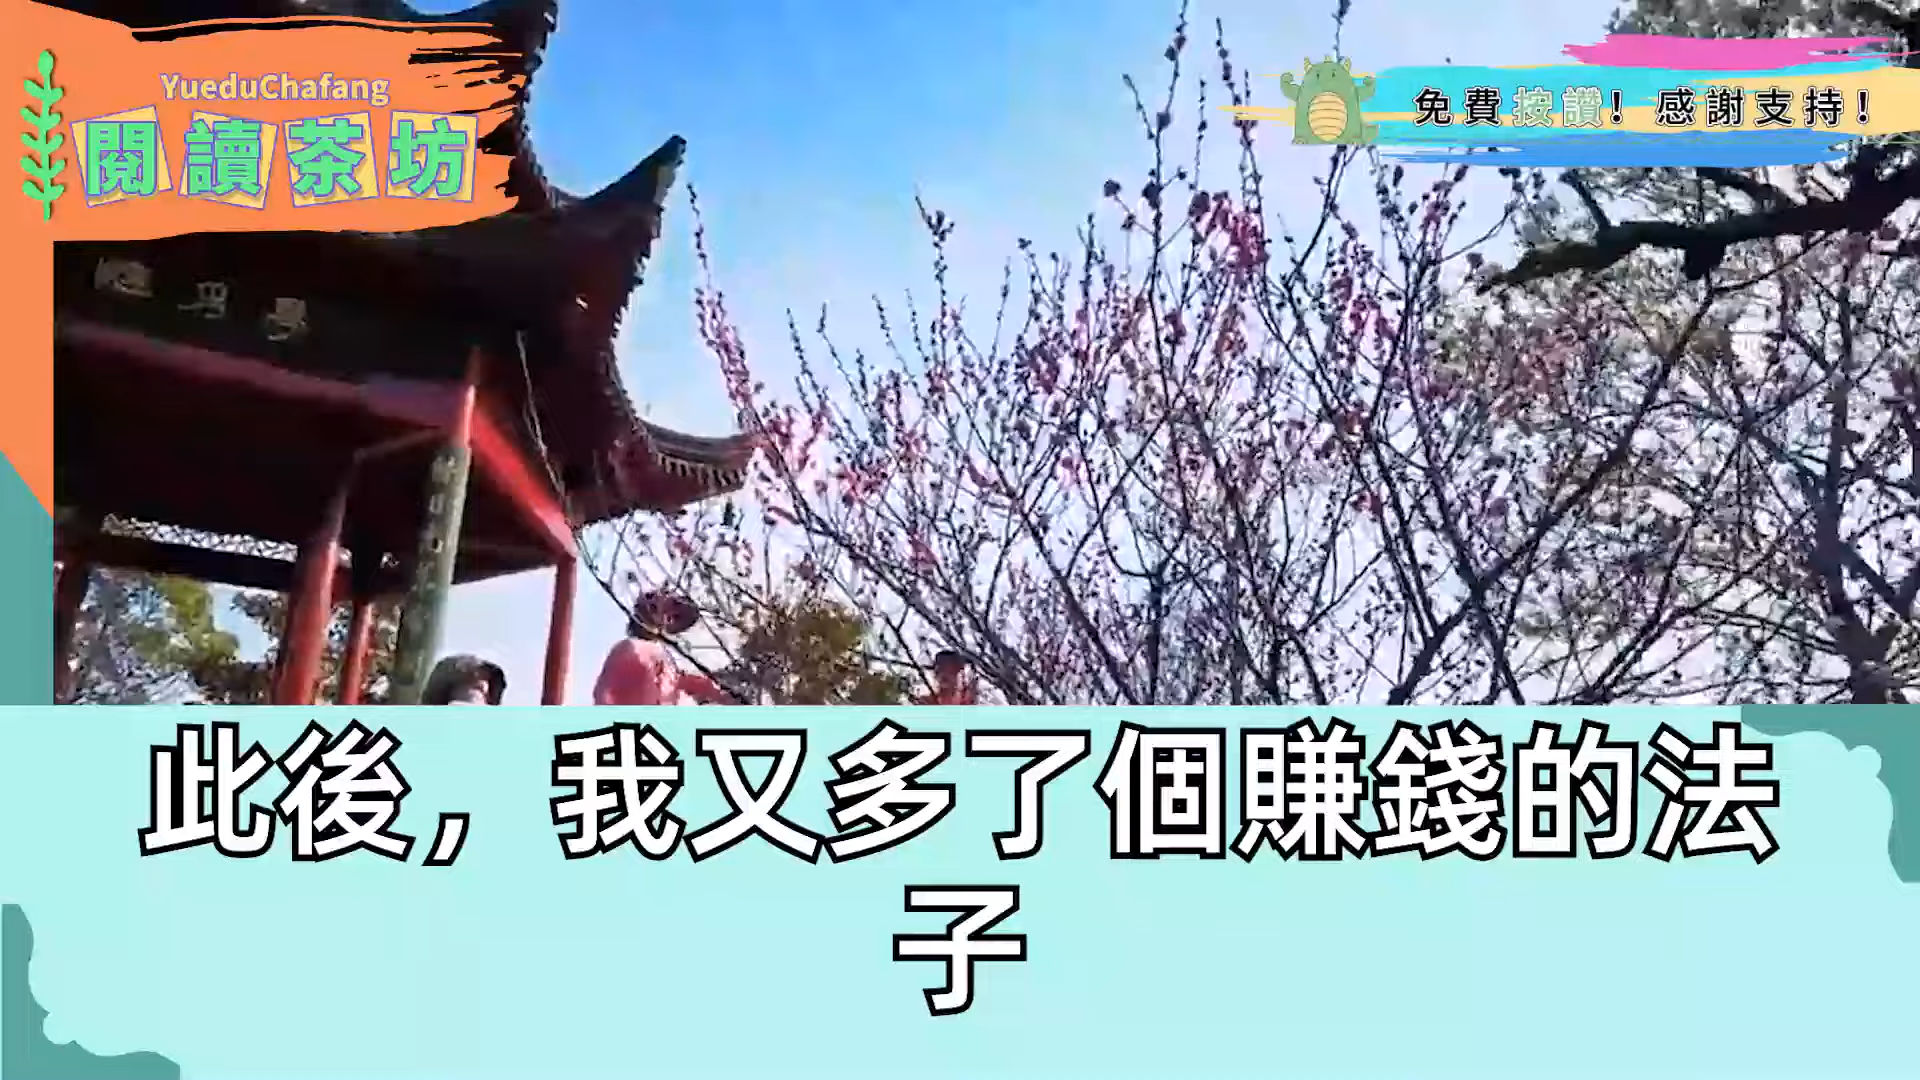 YueduChafang
閱讀茶坊
免費按讚！感謝支持！
此後，我又多了個賺錢的法
子